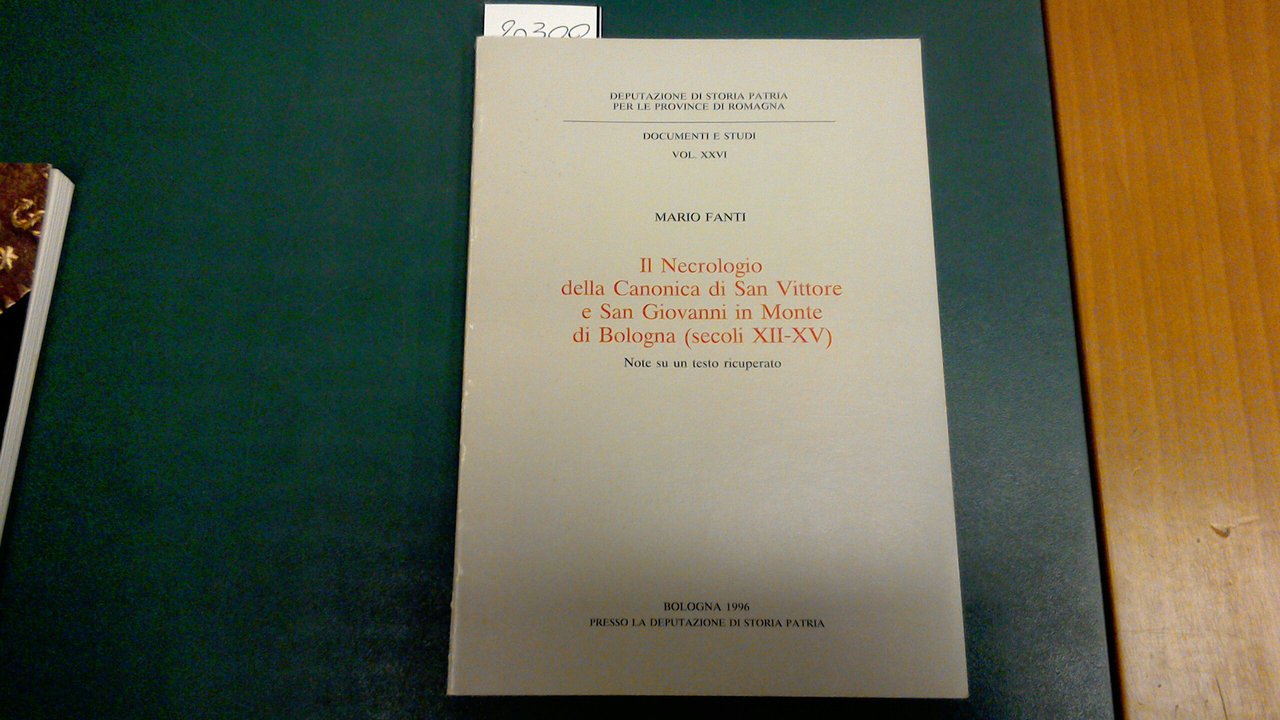 20300
DEPUTAZIONE DI STORIA PATRIA
PER LE PROVINCE DI ROMAGNA
DOCUMENTI E STUDI
VOL. XXVI
MARIO FANTI
Il Necrologio
della Canonica di San Vittore
e San Giovanni in Monte
di Bologna (secoli XII-XV)
Note su un testo ricuperato
BOLOGNA 1996
PRESSO LA DEPUTAZIONE DI STORIA PATRIA